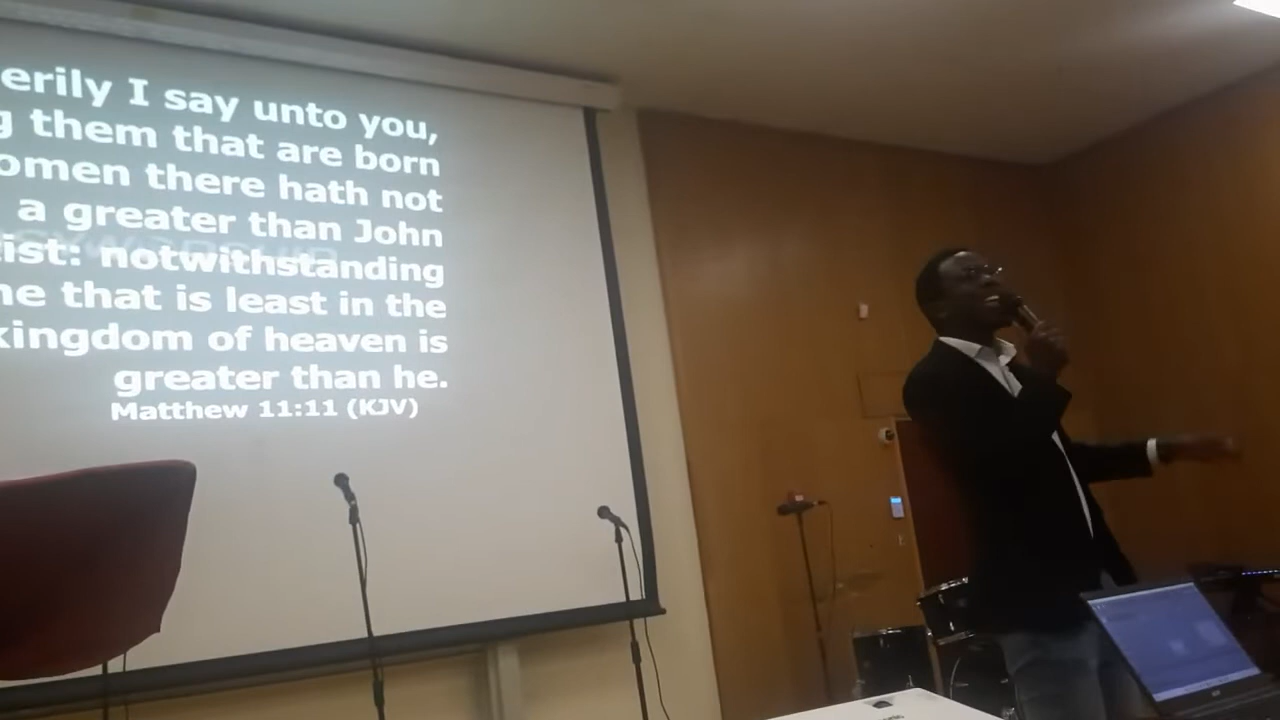 erily I say unto you,
g them that are born
omen there hath not
a greater than John
ist: notwithstanding
he that is least in the
kingdom of heaven is
greater than he.
Matthew 11:11 (KJV)